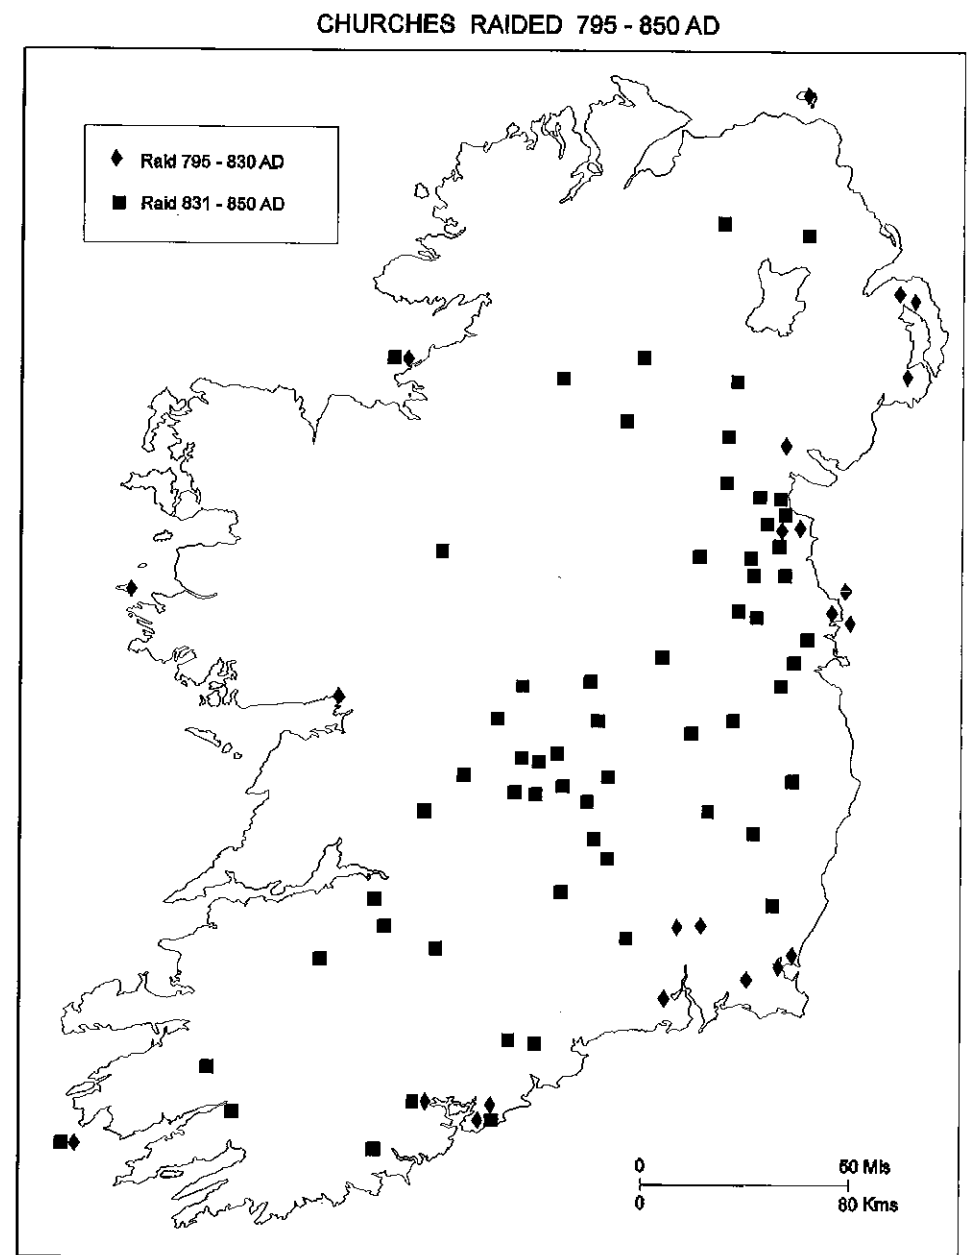 CHURCHES RAIDED 795 - 850 AD
Raid 795 - 830 AD
Raid 831 - 850 AD
0 50 Mls
0 80 Kms